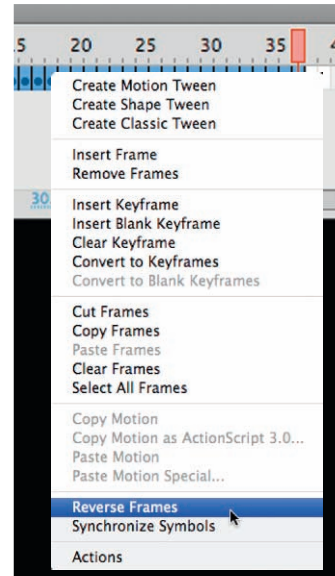 5 20 25 30 35 4
Create Motion Tween
Create Shape Tween
Create Classic Tween
Insert Frame
Remove Frames
30
Insert Keyframe
Insert Blank Keyframe
Clear Keyframe
Convert to Keyframes
Convert to Blank Keyframes
Cut Frames
Copy Frames
Paste Frames
Clear Frames
Select All Frames
Copy Motion
Copy Motion as ActionScript 3.0...
Paste Motion
Paste Motion Special...
Reverse Frames
Synchronize Symbols
Actions